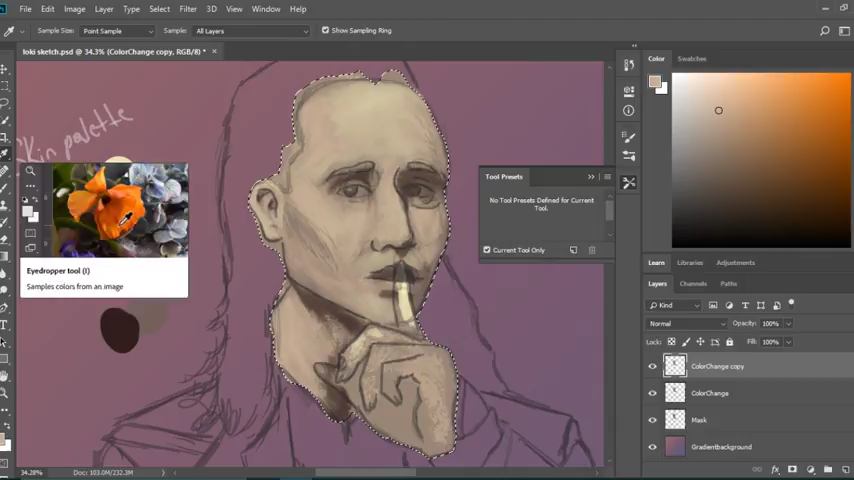 Ps File Edit Image Layer Type Select Filter 3D View Window Help
Sample Size: Point Sample Sample: All Layers Show Sampling Ring
loki sketch.psd @ 34.3% (ColorChange copy, RGB/8) *
Skin palette
Eyedropper tool (I)
Samples colors from an image
Tool Presets
No Tool Presets Defined for Current
Tool.
Current Tool Only
Color Swatches
Learn Libraries Adjustments
Layers Channels Paths
Kind
Normal Opacity: 100%
Lock: Fill: 100%
ColorChange copy
ColorChange
Mask
Gradientbackground
34.28% Doc: 103.0M/232.3M